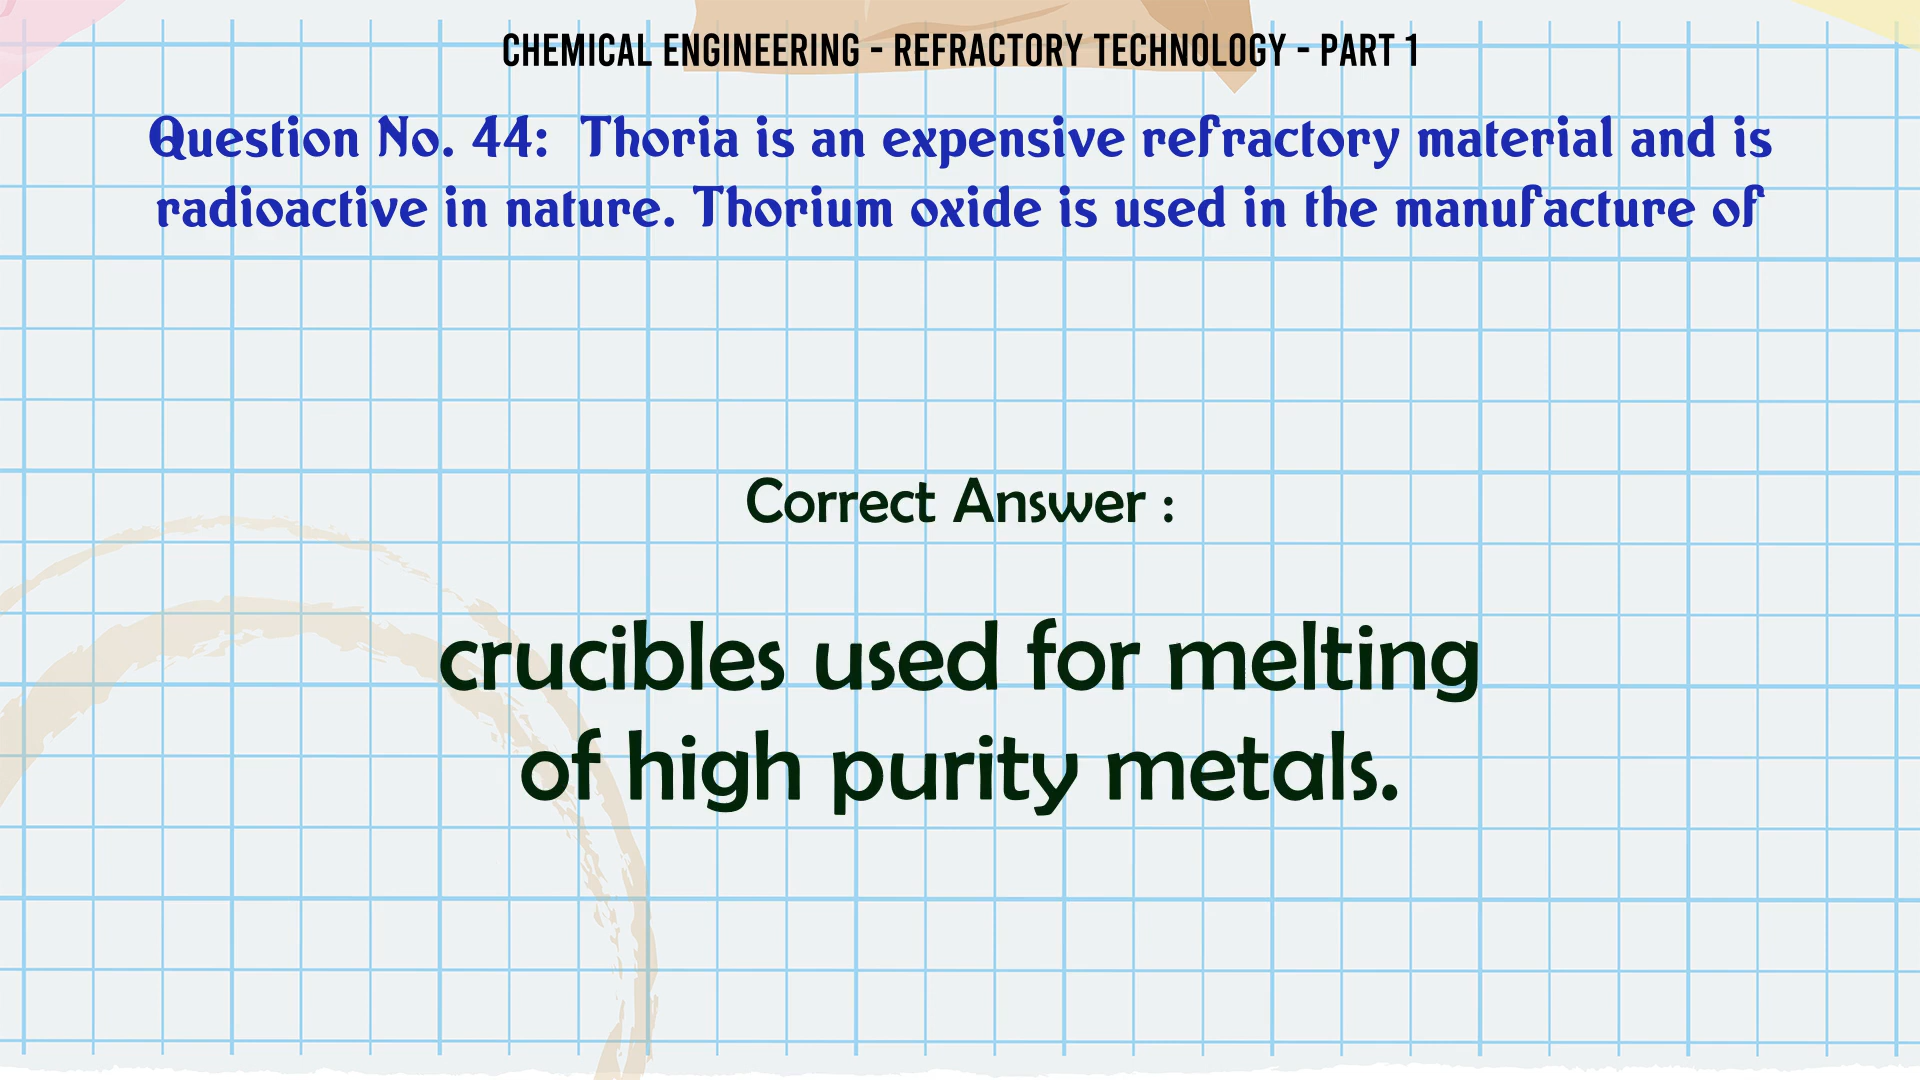 CHEMICAL ENGINEERING - REFRACTORY TECHNOLOGY - PART 1
Question No. 44: Thoria is an expensive refractory material and is
radioactive in nature. Thorium oxide is used in the manufacture of
Correct Answer :
crucibles used for melting
of high purity metals.